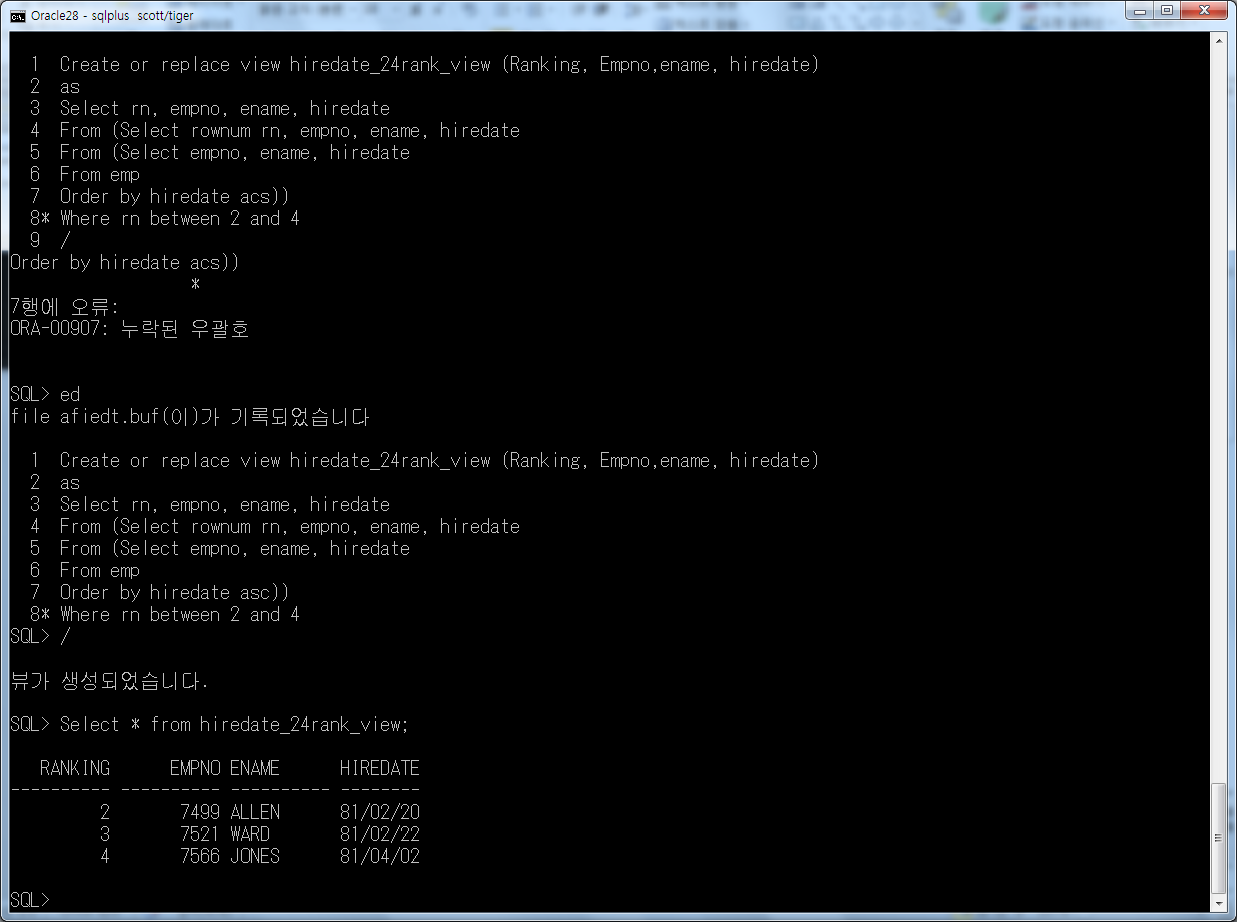 Oracle28 - sqlplus  scott/tiger
  1  Create or replace view hiredate_24rank_view (Ranking, Empno,ename, hiredate)
  2  as
  3  Select rn, empno, ename, hiredate
  4  From (Select rownum rn, empno, ename, hiredate
  5  From (Select empno, ename, hiredate
  6  From emp
  7  Order by hiredate acs))
  8* Where rn between 2 and 4
  9  /
Order by hiredate acs))
                  *
7행에 오류:
ORA-00907: 누락된 우괄호
SQL> ed
file afiedt.buf(이)가 기록되었습니다
  1  Create or replace view hiredate_24rank_view (Ranking, Empno,ename, hiredate)
  2  as
  3  Select rn, empno, ename, hiredate
  4  From (Select rownum rn, empno, ename, hiredate
  5  From (Select empno, ename, hiredate
  6  From emp
  7  Order by hiredate asc))
  8* Where rn between 2 and 4
SQL> /
뷰가 생성되었습니다.
SQL> Select * from hiredate_24rank_view;
   RANKING      EMPNO ENAME      HIREDATE
---------- ---------- ---------- --------
         2       7499 ALLEN      81/02/20
         3       7521 WARD       81/02/22
         4       7566 JONES      81/04/02
SQL>